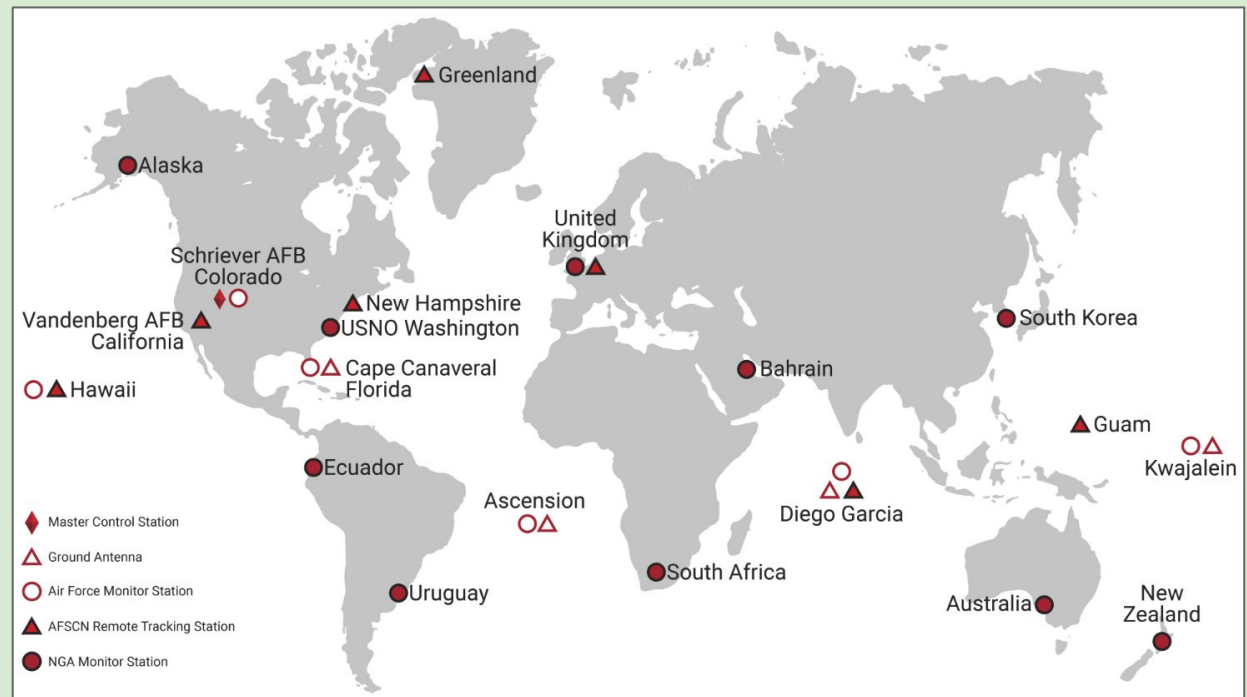 Greenland
Alaska
United
Kingdom
Schriever AFB
Colorado
New Hampshire
Vandenberg AFB
California
USNO Washington
South Korea
Cape Canaveral
Florida
Bahrain
Hawaii
Guam
Ecuador
Kwajalein
Ascension
Diego Garcia
Master Control Station
Ground Antenna
Air Force Monitor Station
AFSCN Remote Tracking Station
NGA Monitor Station
South Africa
Uruguay
Australia
New
Zealand